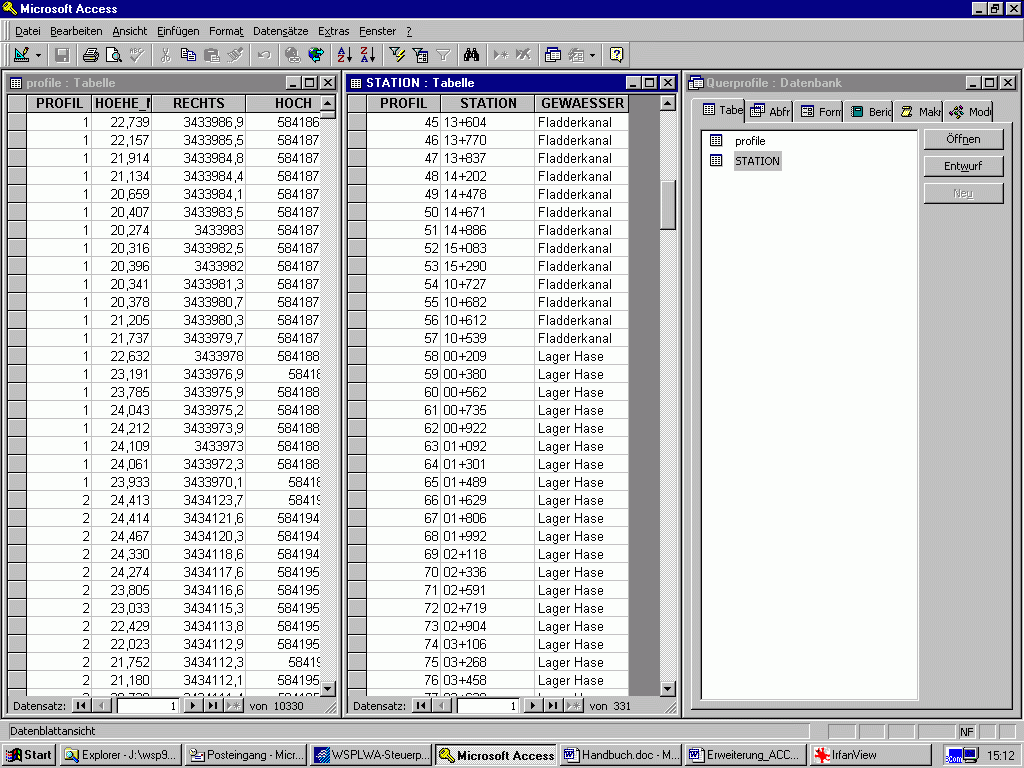 Microsoft Access
Datei Bearbeiten Ansicht Einfügen Format Datensätze Extras Fenster ?
profile : Tabelle
PROFIL HOEHE_N RECHTS HOCH
1 22,739 3433986,9 584186
1 22,157 3433985,5 584187
1 21,914 3433984,8 584187
1 21,134 3433984,4 584187
1 20,659 3433984,1 584187
1 20,407 3433983,5 584187
1 20,274 3433983 584187
1 20,316 3433982,5 584187
1 20,396 3433982 584187
1 20,341 3433981,3 584187
1 20,378 3433980,7 584187
1 21,205 3433980,3 584187
1 21,737 3433979,7 584187
1 22,632 3433978 584188
1 23,191 3433976,9 58418
1 23,785 3433975,9 584188
1 24,043 3433975,2 584188
1 24,212 3433973,9 584188
1 24,109 3433973 584188
1 24,061 3433972,3 584188
1 23,933 3433970,1 58418
2 24,413 3434123,7 58419
2 24,414 3434121,6 584194
2 24,467 3434120,3 584194
2 24,330 3434118,6 584194
2 24,274 3434117,6 584195
2 23,805 3434116,6 584195
2 23,033 3434115,3 584195
2 22,429 3434113,8 584195
2 22,023 3434112,9 584195
2 21,752 3434112,3 58419
2 21,180 3434112,1 584195
Datensatz: 1 von 10330
STATION : Tabelle
PROFIL STATION GEWAESSER
45 13+604 Fladderkanal
46 13+770 Fladderkanal
47 13+837 Fladderkanal
48 14+202 Fladderkanal
49 14+478 Fladderkanal
50 14+671 Fladderkanal
51 14+886 Fladderkanal
52 15+083 Fladderkanal
53 15+290 Fladderkanal
54 10+727 Fladderkanal
55 10+682 Fladderkanal
56 10+612 Fladderkanal
57 10+539 Fladderkanal
58 00+209 Lager Hase
59 00+380 Lager Hase
60 00+562 Lager Hase
61 00+735 Lager Hase
62 00+922 Lager Hase
63 01+092 Lager Hase
64 01+301 Lager Hase
65 01+489 Lager Hase
66 01+629 Lager Hase
67 01+806 Lager Hase
68 01+992 Lager Hase
69 02+118 Lager Hase
70 02+336 Lager Hase
71 02+591 Lager Hase
72 02+719 Lager Hase
73 02+904 Lager Hase
74 03+106 Lager Hase
75 03+268 Lager Hase
76 03+458 Lager Hase
Datensatz: 1 von 331
Querprofile : Datenbank
Tabe Abfr Form Beric Makr Modu
profile
STATION
Öffnen
Entwurf
Neu
Datenblattansicht NF
Start Explorer - J:\wsp9... Posteingang - Micr... WSPLWA-Steuerp... Microsoft Access Handbuch.doc - M... Erweiterung_ACC... IrfanView com 15:12